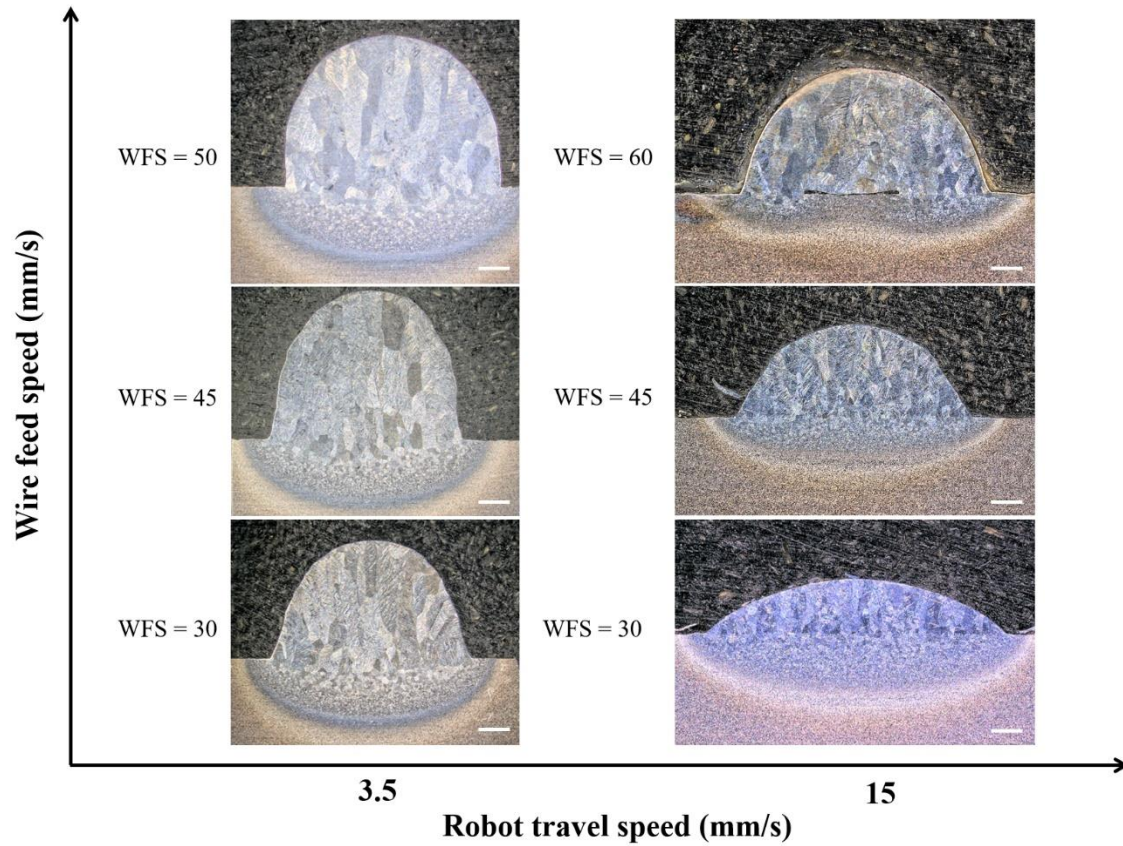 Wire feed speed (mm/s)
WFS = 50
WFS = 60
WFS = 45
WFS = 45
WFS = 30
WFS = 30
3.5
15
Robot travel speed (mm/s)